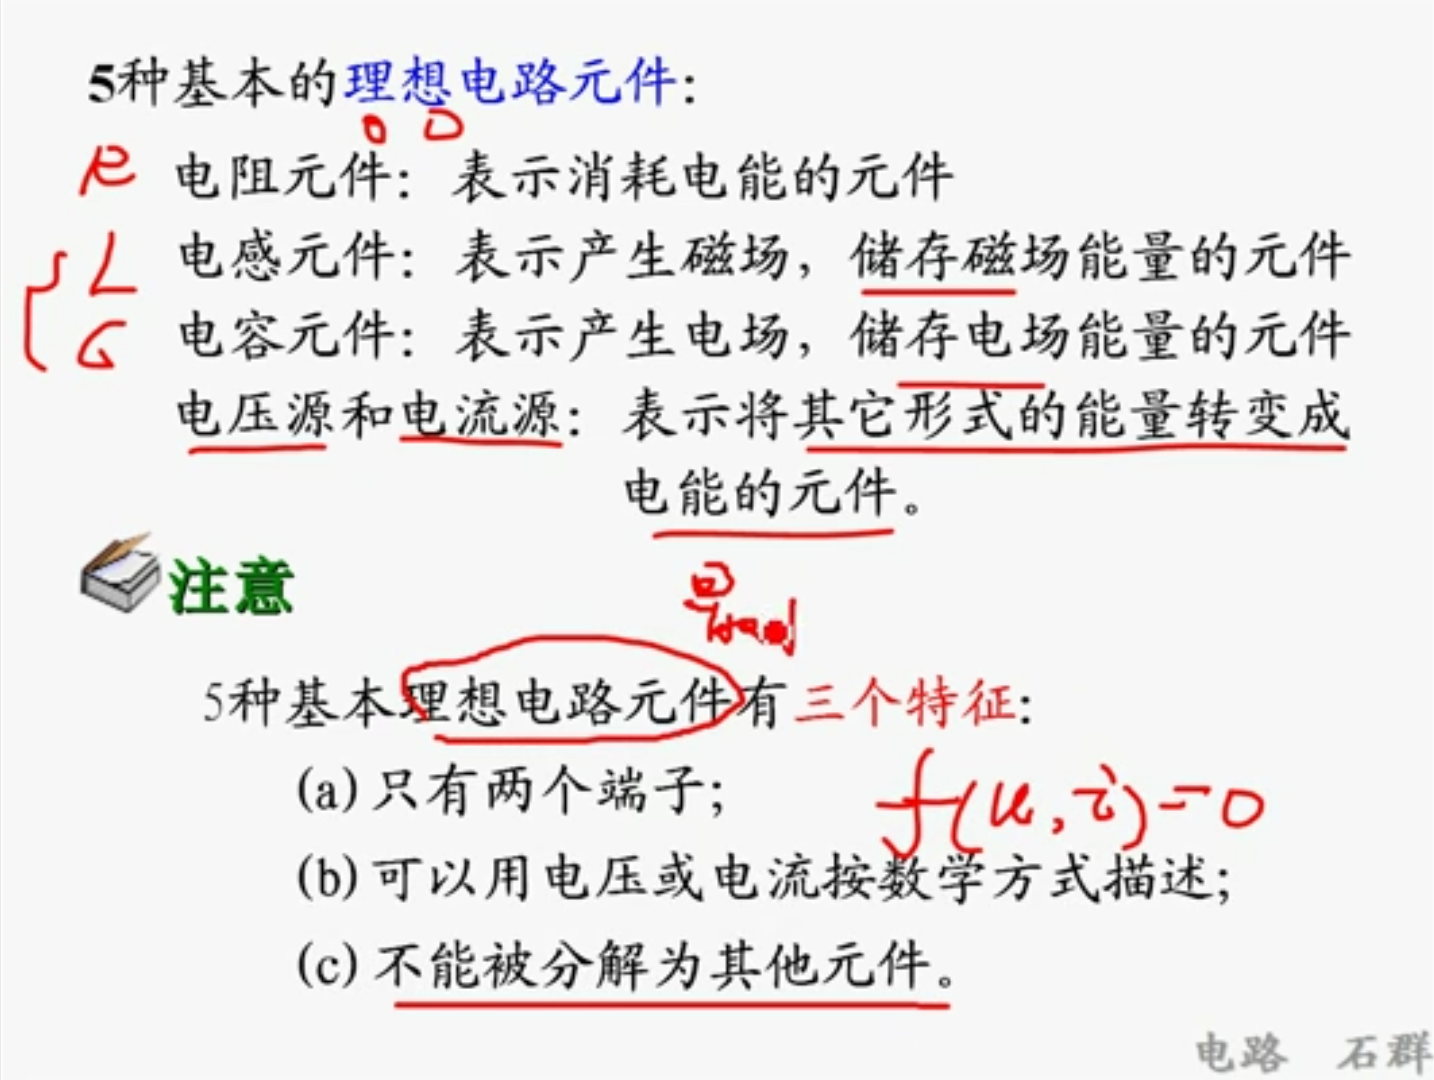 5种基本的理想电路元件：
R 电阻元件：表示消耗电能的元件
L 电感元件：表示产生磁场，储存磁场能量的元件
C 电容元件：表示产生电场，储存电场能量的元件
电压源和电流源：表示将其它形式的能量转变成
电能的元件。
注意
5种基本理想电路元件有三个特征：
(a) 只有两个端子；
f(u,i)=0
(b) 可以用电压或电流按数学方式描述；
(c) 不能被分解为其他元件。
电路 石群